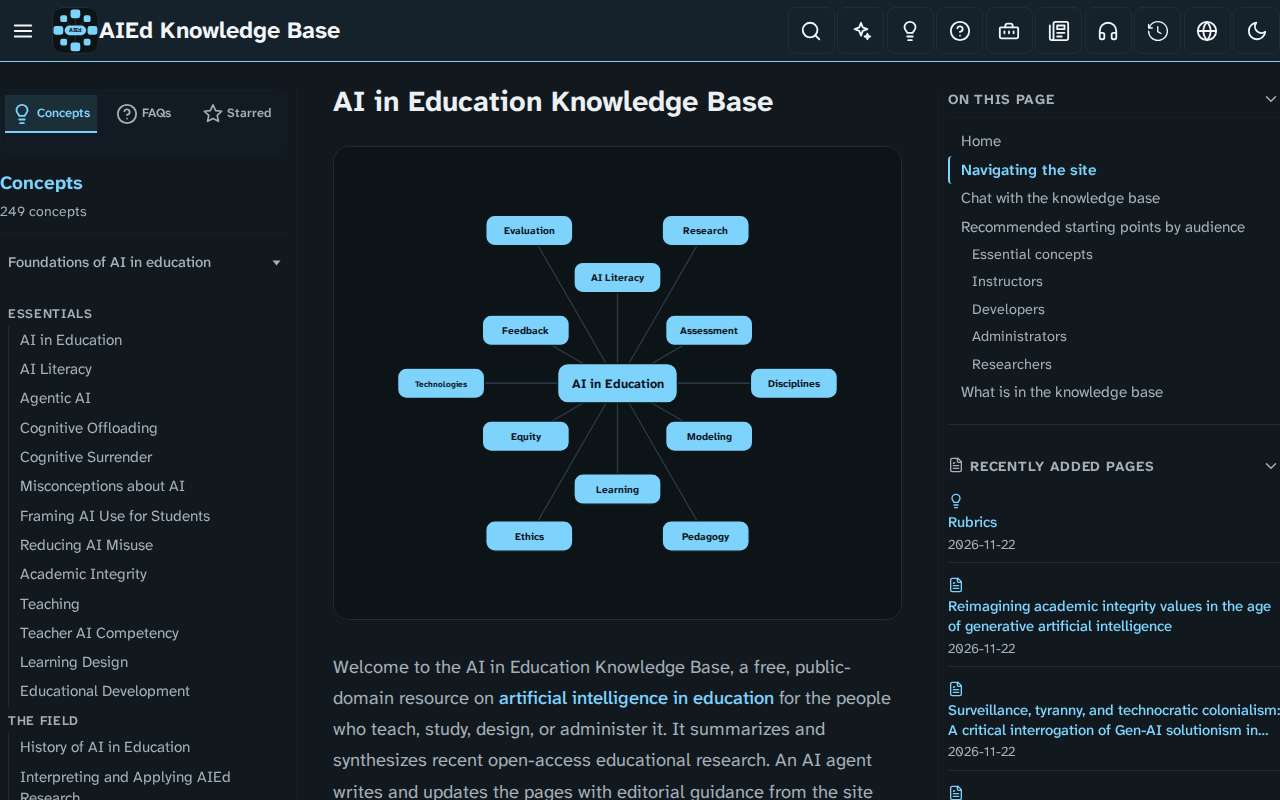 AIEd
AIEd Knowledge Base
Concepts
FAQs
Starred
Concepts
249 concepts
Foundations of AI in education
ESSENTIALS
AI in Education
AI Literacy
Agentic AI
Cognitive Offloading
Cognitive Surrender
Misconceptions about AI
Framing AI Use for Students
Reducing AI Misuse
Academic Integrity
Teaching
Teacher AI Competency
Learning Design
Educational Development
THE FIELD
History of AI in Education
Interpreting and Applying AIEd
Research
AI in Education Knowledge Base
Evaluation
Research
AI Literacy
Feedback
Assessment
Technologies
AI in Education
Disciplines
Equity
Modeling
Learning
Ethics
Pedagogy
Welcome to the AI in Education Knowledge Base, a free, public-
domain resource on artificial intelligence in education for the people
who teach, study, design, or administer it. It summarizes and
synthesizes recent open-access educational research. An AI agent
writes and updates the pages with editorial guidance from the site
ON THIS PAGE
Home
Navigating the site
Chat with the knowledge base
Recommended starting points by audience
Essential concepts
Instructors
Developers
Administrators
Researchers
What is in the knowledge base
RECENTLY ADDED PAGES
Rubrics
2026-11-22
Reimagining academic integrity values in the age
of generative artificial intelligence
2026-11-22
Surveillance, tyranny, and technocratic colonialism:
A critical interrogation of Gen-AI solutionism in…
2026-11-22